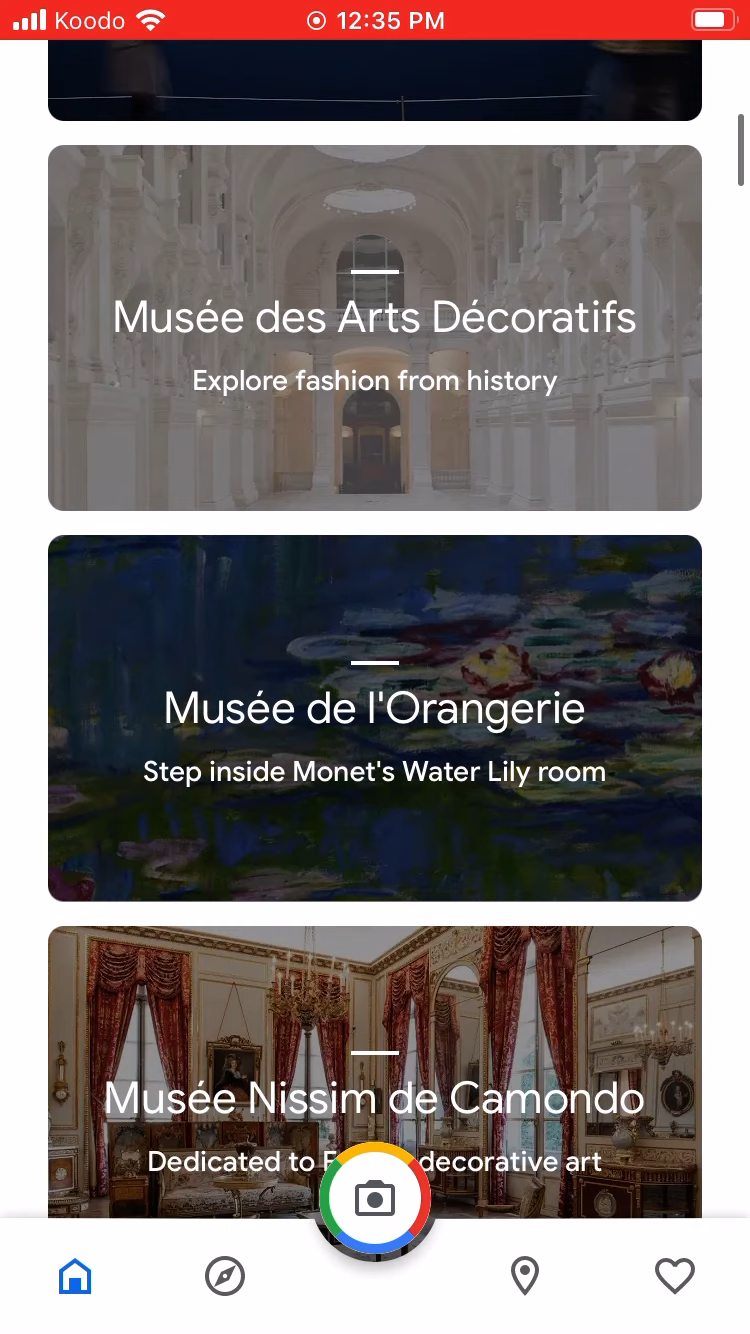 Koodo 12:35 PM
Musée des Arts Décoratifs
Explore fashion from history
Musée de l'Orangerie
Step inside Monet's Water Lily room
Musée Nissim de Camondo
Dedicated to decorative art